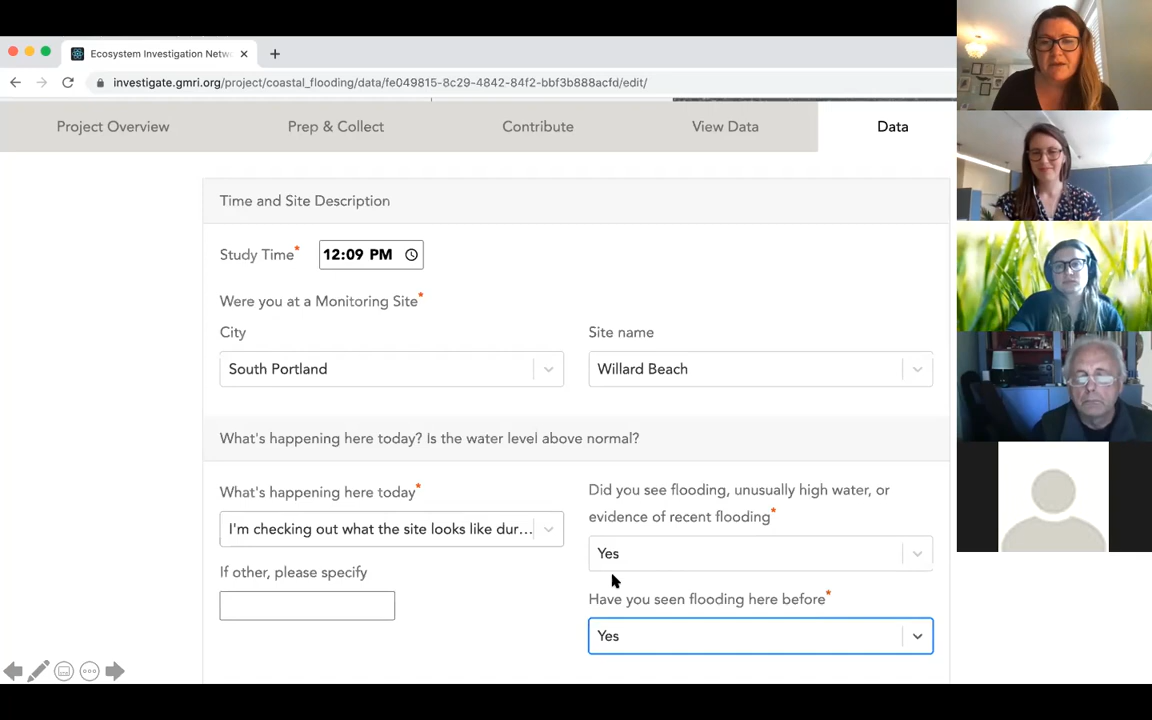 Ecosystem Investigation Netw
investigate.gmri.org/project/coastal_flooding/data/fe049815-8c29-4842-84f2-bbf3b888acfd/edit/
Project Overview
Prep & Collect
Contribute
View Data
Data
Time and Site Description
Study Time*
12:09 PM
Were you at a Monitoring Site*
City
Site name
South Portland
Willard Beach
What's happening here today? Is the water level above normal?
What's happening here today*
I'm checking out what the site looks like dur...
If other, please specify
Did you see flooding, unusually high water, or
evidence of recent flooding*
Yes
Have you seen flooding here before*
Yes